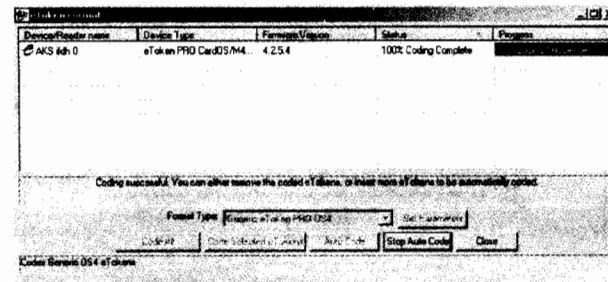 eToken Format
Device/Reader name Device Type Firmware/Version Status Progress
AKS ifdh 0 eToken PRO CardOS/M4... 4.2.5.4 100% Coding Complete
Coding successful. You can either remove the coded eTokens, or insert more eTokens to be automatically coded.
Format Type: Generic eToken PRO OS4 Set Parameters
Code All Code Selected eToken(s) Auto Code Stop Auto Code Close
Codes Generic OS4 eTokens